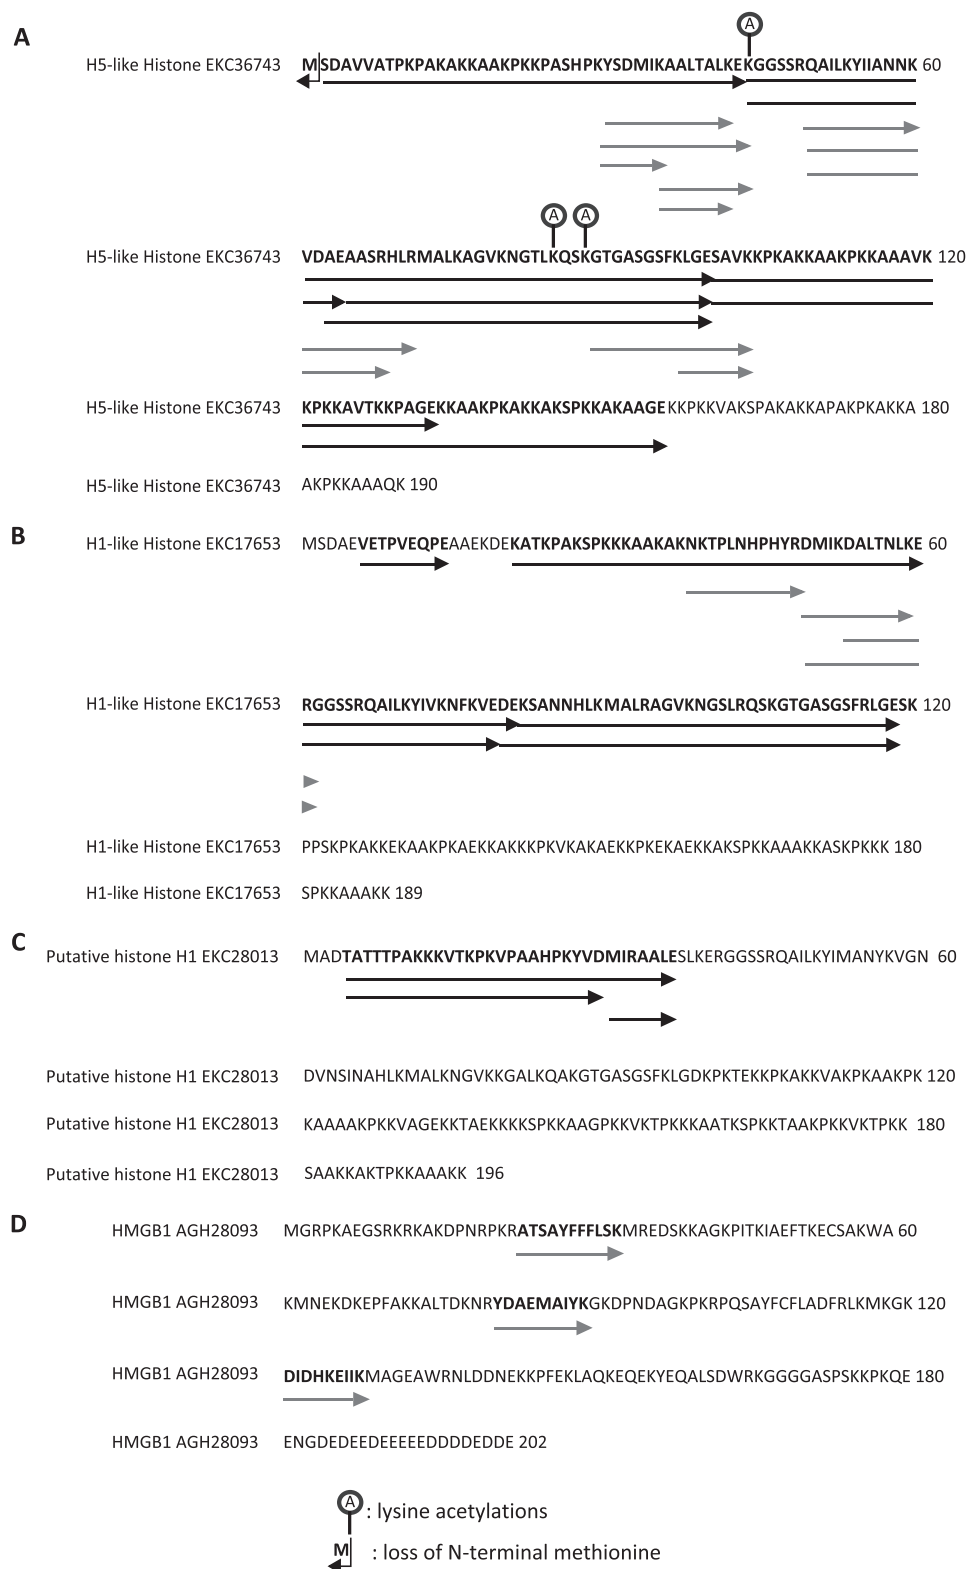 A
A
H5-like Histone EKC36743 MSDAVVATPKPAKAKKAAKPKKPASHPKYSDMIKAALTALKEKGGSSRQAILKYIIANNK 60
A A
H5-like Histone EKC36743 VDAEAASRHLRMALKAGVKNGTLKQSKGTGASGSFKLGESAVKKPKAKKAAKPKKAAAVK 120
H5-like Histone EKC36743 KPKKAVTKKPAGEKKAAKPKAKKAKSPKKAKAAGEKKPKKVAKSPAKAKKAPAKPKAKKA 180
H5-like Histone EKC36743 AKPKKAAAQK 190
B
H1-like Histone EKC17653 MSDAEVETPVEQPEAAEKDEKATKPAKSPKKKAAKAKNKTPLNHPHYRDMIKDALTNLKE 60
H1-like Histone EKC17653 RGGSSRQAILKYIVKNFKVEDEKSANNHLKMALRAGVKNGSLRQSKGTGASGSFRLGESK 120
H1-like Histone EKC17653 PPSKPKAKKEKAAKPKAEKKAKKKPKVKAKAEKKPKEKAEKKAKSPKKAAAKKASKPKKK 180
H1-like Histone EKC17653 SPKKAAAKK 189
C
Putative histone H1 EKC28013 MADTATTTPAKKKVTKPKVPAAHPKYVDMIRAALESLKERGGSSRQAILKYIMANYKVGN 60
Putative histone H1 EKC28013 DVNSINAHLKMALKNGVKKGALKQAKGTGASGSFKLGDKPKTEKKPKAKKVAKPKAAKPK 120
Putative histone H1 EKC28013 KAAAAKPKKVAGEKKTAEKKKKSPKKAAGPKKVKTPKKKAATKSPKKTAAKPKKVKTPKK 180
Putative histone H1 EKC28013 SAAKKAKTPKKAAAKK 196
D
HMGB1 AGH28093 MGRPKAEGSRKRKAKDPNRPKRATSAYFFFLSKMREDSKKAGKPITKIAEFTKECSAKWA 60
HMGB1 AGH28093 KMNEKDKEPFAKKALTDKNRYDAEMAIYKGKDPNDAGKPKRPQSAYFCFLADFRLKMKGK 120
HMGB1 AGH28093 DIDHKEIIKMAGEAWRNLDDNEKKPFEKLAQKEQEKYEQALSDWRKGGGGASPSKKPKQE 180
HMGB1 AGH28093 ENGDEDEEDEEEEEDDDDEDDE 202
A : lysine acetylations
M : loss of N-terminal methionine